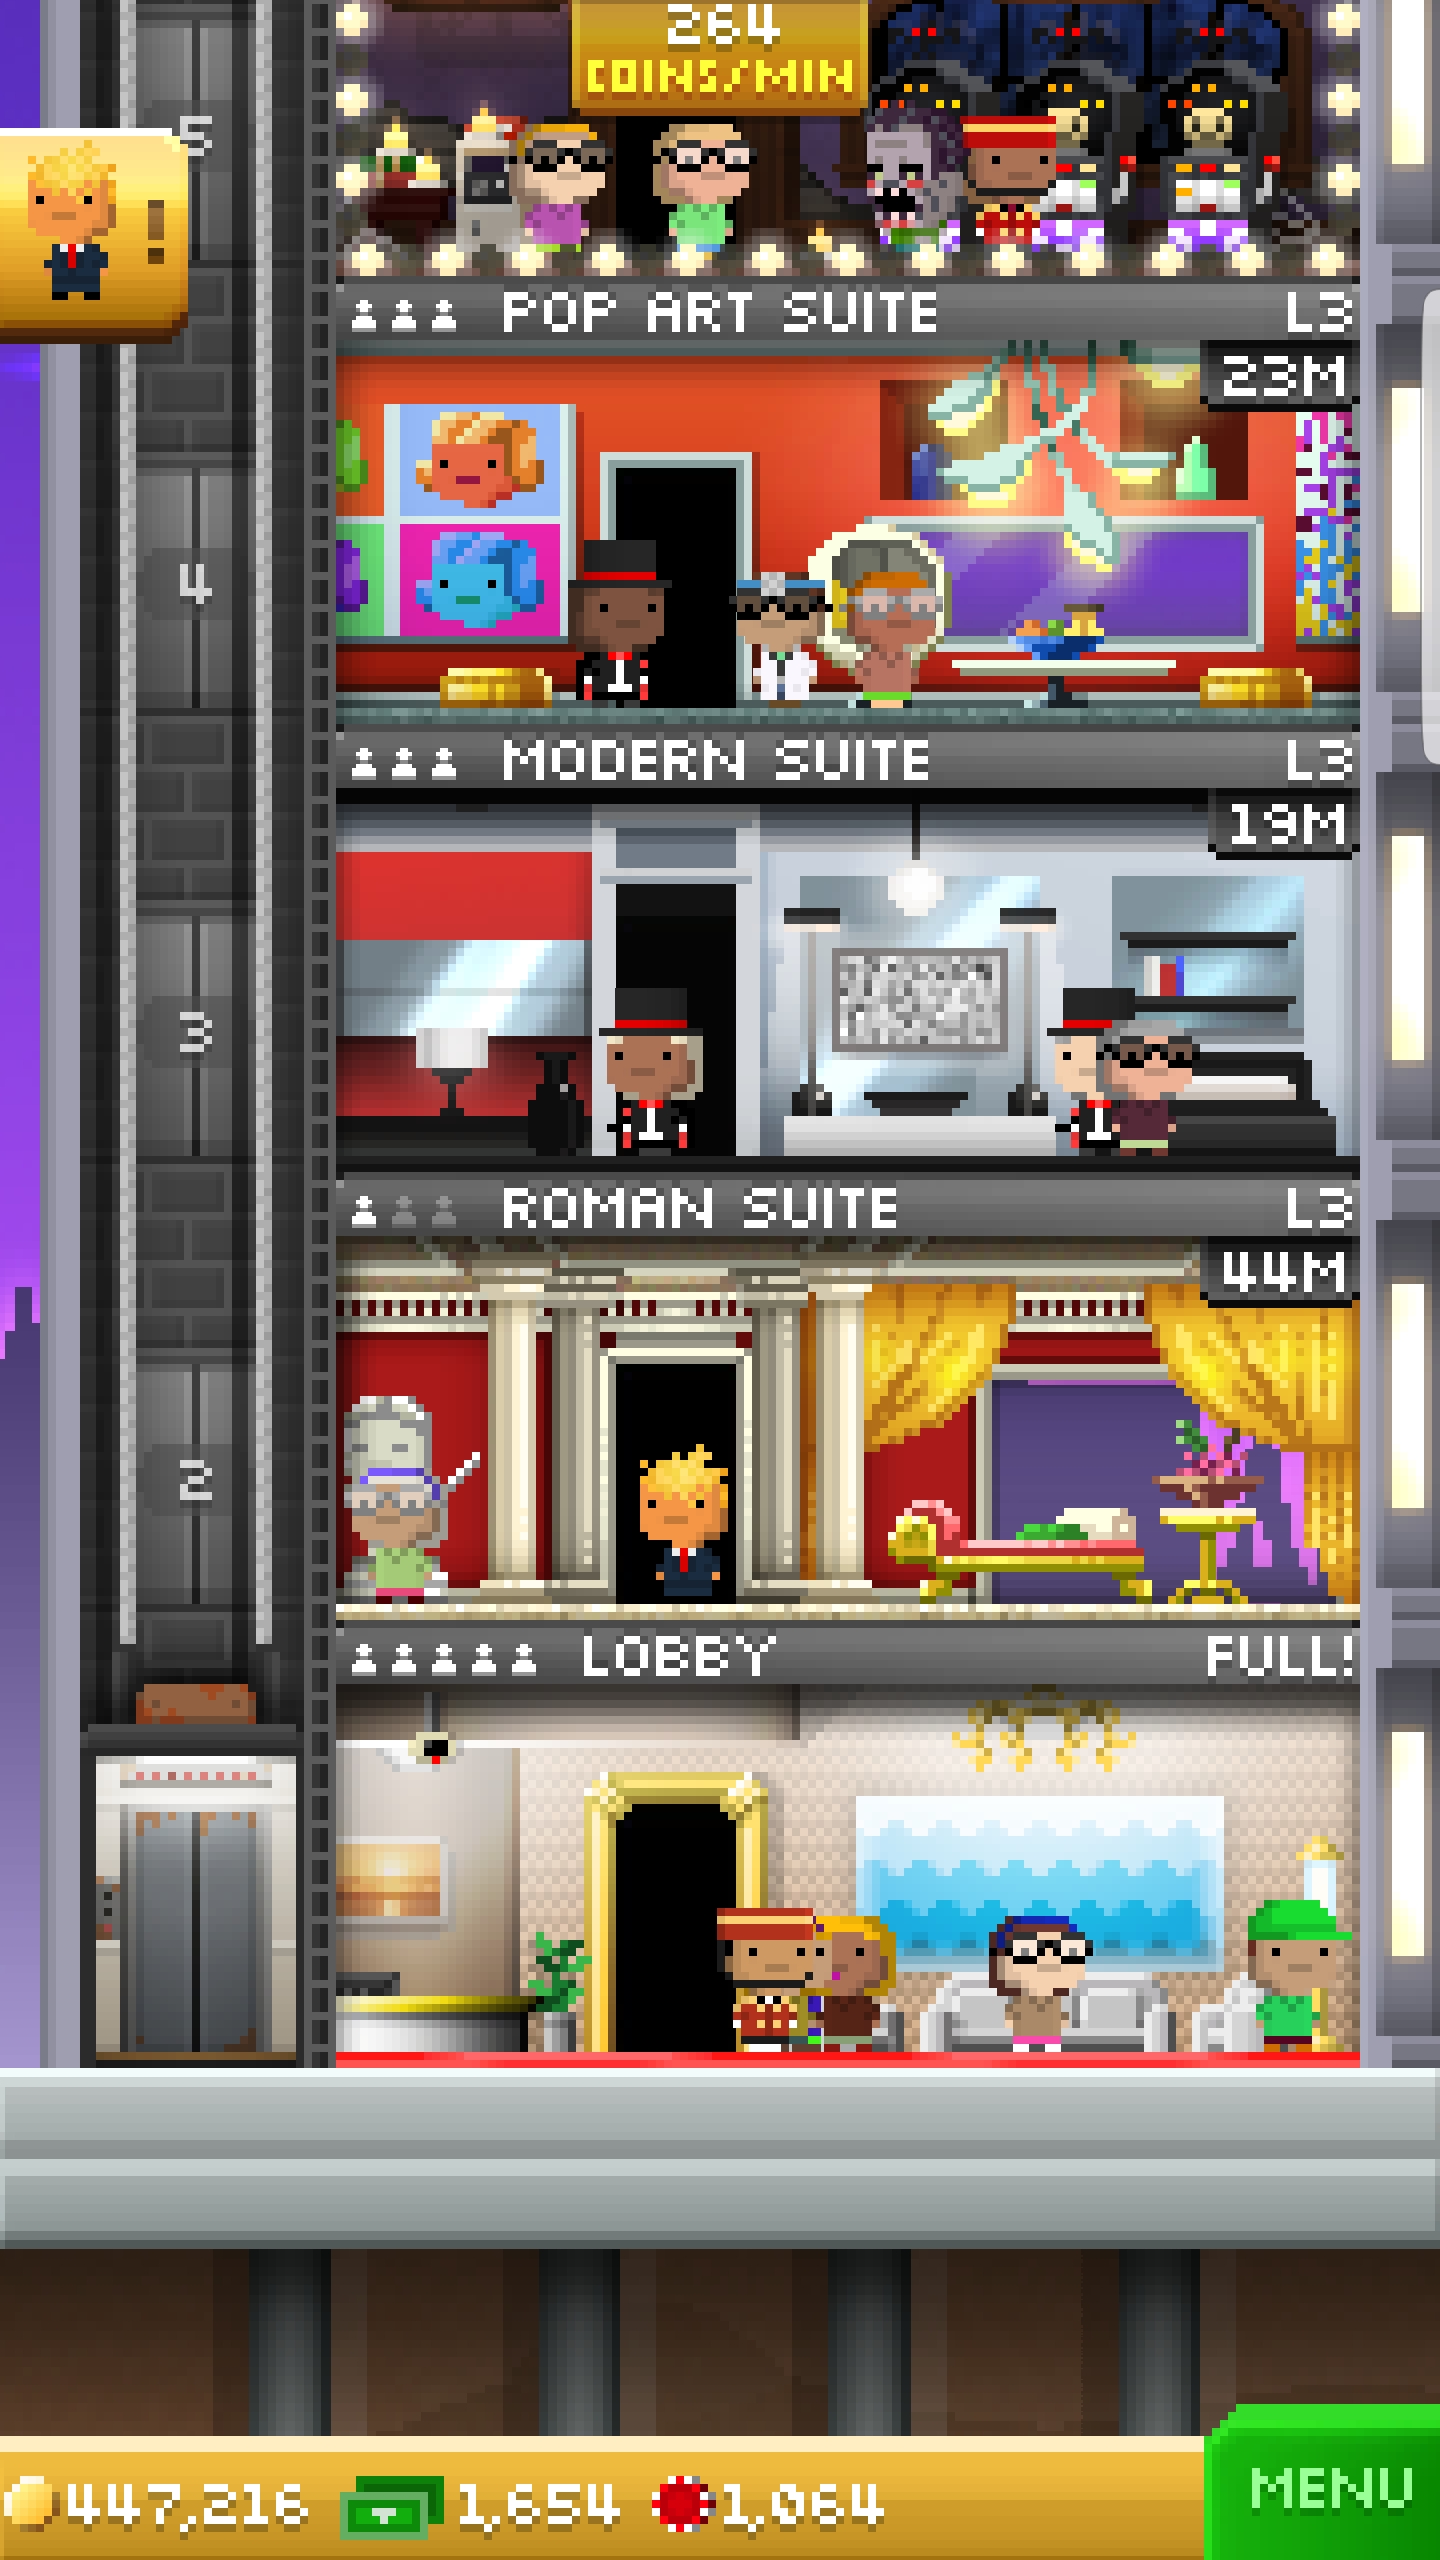 264
COINS/MIN
5
!
POP ART SUITE L3
23M
4
MODERN SUITE L3
19M
3
ROMAN SUITE L3
44M
2
LOBBY FULL!
447,216 1,654 1,064
MENU